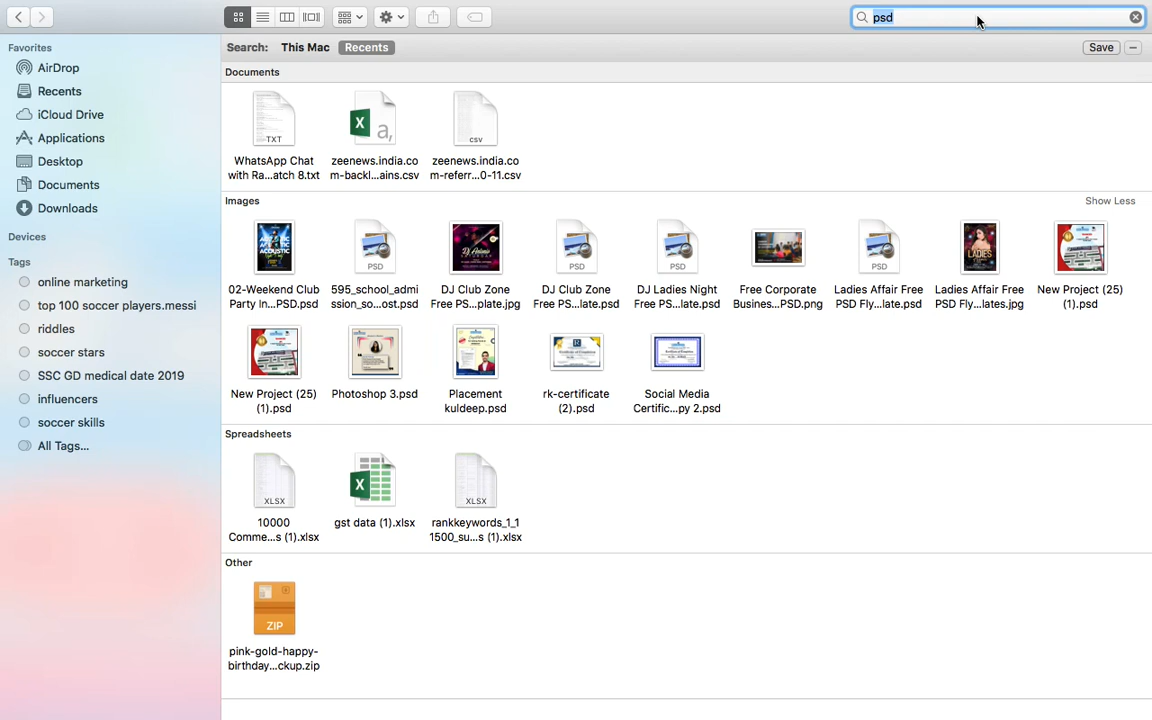 psd
Favorites
Search: This Mac Recents Save
AirDrop
Recents
iCloud Drive
Applications
Desktop
Documents
Downloads
Devices
Tags
online marketing
top 100 soccer players.messi
riddles
soccer stars
SSC GD medical date 2019
influencers
soccer skills
All Tags...
Documents
TXT
a,
csv
WhatsApp Chat with Ra...atch 8.txt
zeenews.india.co m-backl...ains.csv
zeenews.india.co m-referr...0-11.csv
Images Show Less
PSD
PSD
PSD
PSD
02-Weekend Club Party In...PSD.psd
595_school_admi ssion_so...ost.psd
DJ Club Zone Free PS...plate.jpg
DJ Club Zone Free PS...late.psd
DJ Ladies Night Free PS...late.psd
Free Corporate Busines...PSD.png
Ladies Affair Free PSD Fly...late.psd
Ladies Affair Free PSD Fly...lates.jpg
New Project (25) (1).psd
New Project (25) (1).psd
Photoshop 3.psd
Placement kuldeep.psd
rk-certificate (2).psd
Social Media Certific...py 2.psd
Spreadsheets
XLSX
XLSX
10000 Comme...s (1).xlsx
gst data (1).xlsx
rankkeywords_1_1 1500_su...s (1).xlsx
Other
ZIP
pink-gold-happy-birthday...ckup.zip